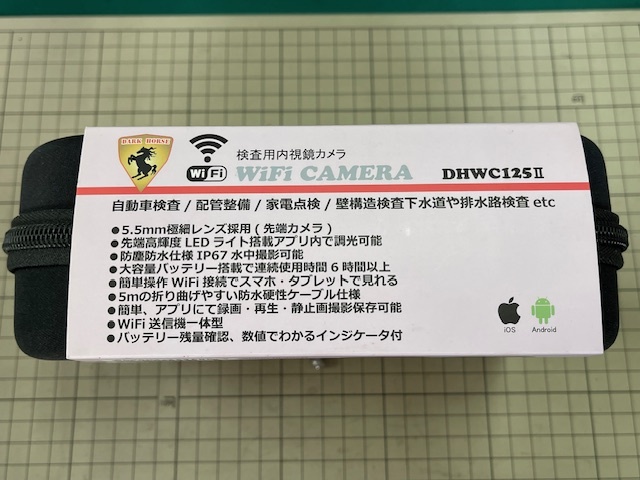 DARK HORSE
WiFi
検査用内視鏡カメラ
WiFi CAMERA
DHWC125Ⅱ
自動車検査 / 配管整備 / 家電点検 / 壁構造検査下水道や排水路検査 etc
●5.5mm極細レンズ採用 ( 先端カメラ )
●先端高輝度 LED ライト搭載アプリ内で調光可能
●防塵防水仕様 IP67 水中撮影可能
●大容量バッテリー搭載で連続使用時間 6 時間以上
●簡単操作 WiFi 接続でスマホ・タブレットで見れる
●5mの折り曲げやすい防水硬性ケーブル仕様
●簡単、アプリにて録画・再生・静止画撮影保存可能
●WiFi 送信機一体型
●バッテリー残量確認、数値でわかるインジケータ付
iOS
Android